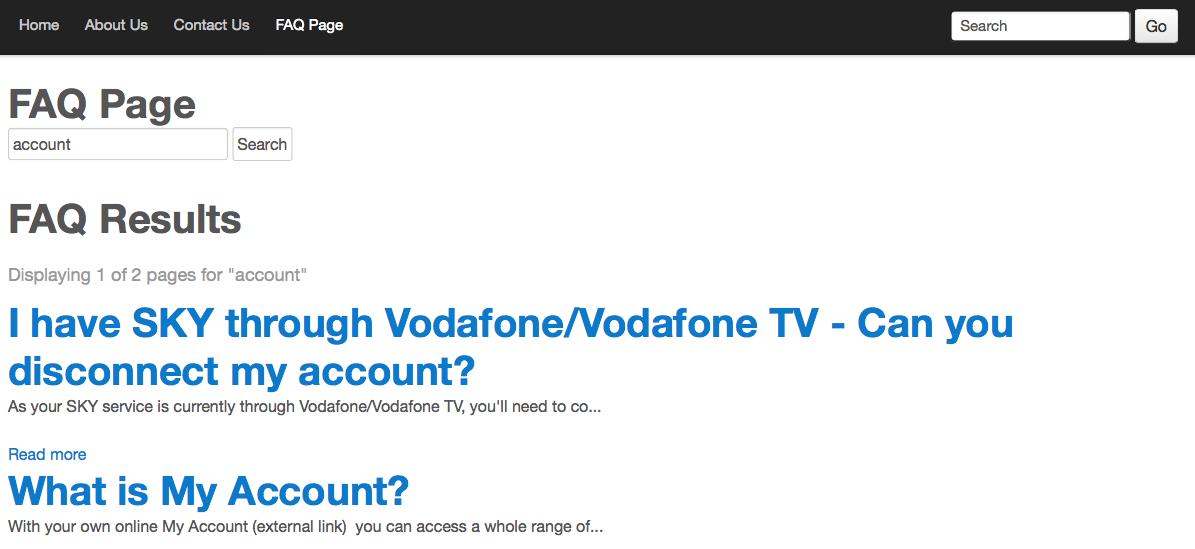 Home About Us Contact Us FAQ Page Search Go
FAQ Page
account Search
FAQ Results
Displaying 1 of 2 pages for "account"
I have SKY through Vodafone/Vodafone TV - Can you
disconnect my account?
As your SKY service is currently through Vodafone/Vodafone TV, you'll need to co...
Read more
What is My Account?
With your own online My Account (external link)  you can access a whole range of...